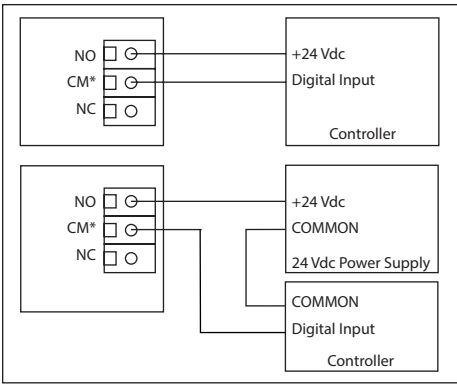 NO
CM*
NC
+24 Vdc
Digital Input
Controller
NO
CM*
NC
+24 Vdc
COMMON
24 Vdc Power Supply
COMMON
Digital Input
Controller